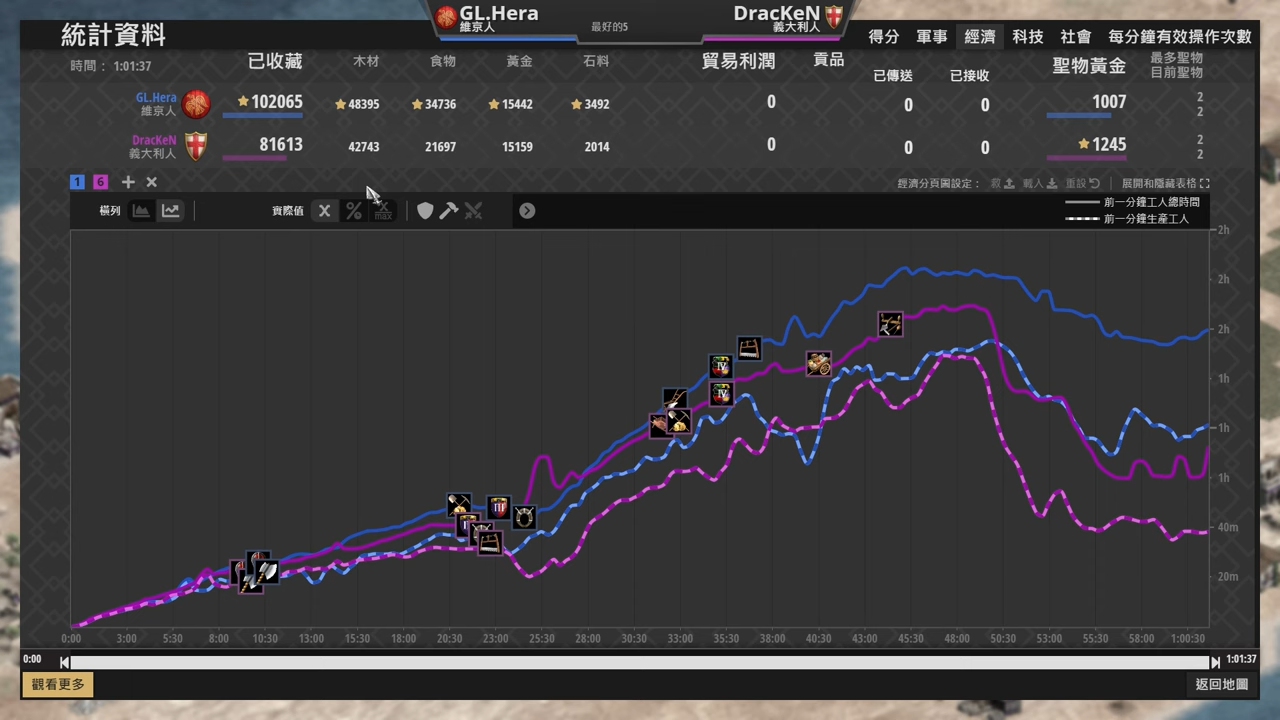 GL.Hera
維京人
最好的5
DracKeN
義大利人
統計資料
得分 軍事 經濟 科技 社會 每分鐘有效操作次數
時間： 1:01:37
已收藏 木材 食物 黃金 石料 貿易利潤 貢品 已傳送 已接收 聖物黃金 最多聖物
目前聖物
GL.Hera
維京人
102065 48395 34736 15442 3492 0 0 0 1007 2
2
DracKeN
義大利人
81613 42743 21697 15159 2014 0 0 0 1245 2
2
1 6
經濟分頁圖設定： 載入 重設 展開和隱藏表格
橫列 實際值 X % X
max
前一分鐘工人總時間
前一分鐘生產工人
2h
2h
2h
1h
1h
1h
40m
20m
0:00 3:00 5:30 8:00 10:30 13:00 15:30 18:00 20:30 23:00 25:30 28:00 30:30 33:00 35:30 38:00 40:30 43:00 45:30 48:00 50:30 53:00 55:30 58:00 1:00:30
0:00 1:01:37
觀看更多 返回地圖